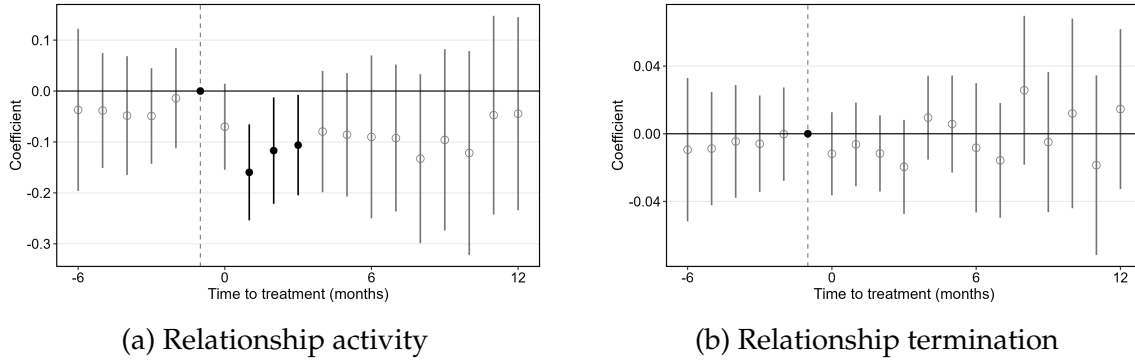 0.1
0.0
-0.1
-0.2
-0.3
Coefficient
-6 0 6 12
Time to treatment (months)
(a) Relationship activity
0.04
0.00
-0.04
Coefficient
-6 0 6 12
Time to treatment (months)
(b) Relationship termination